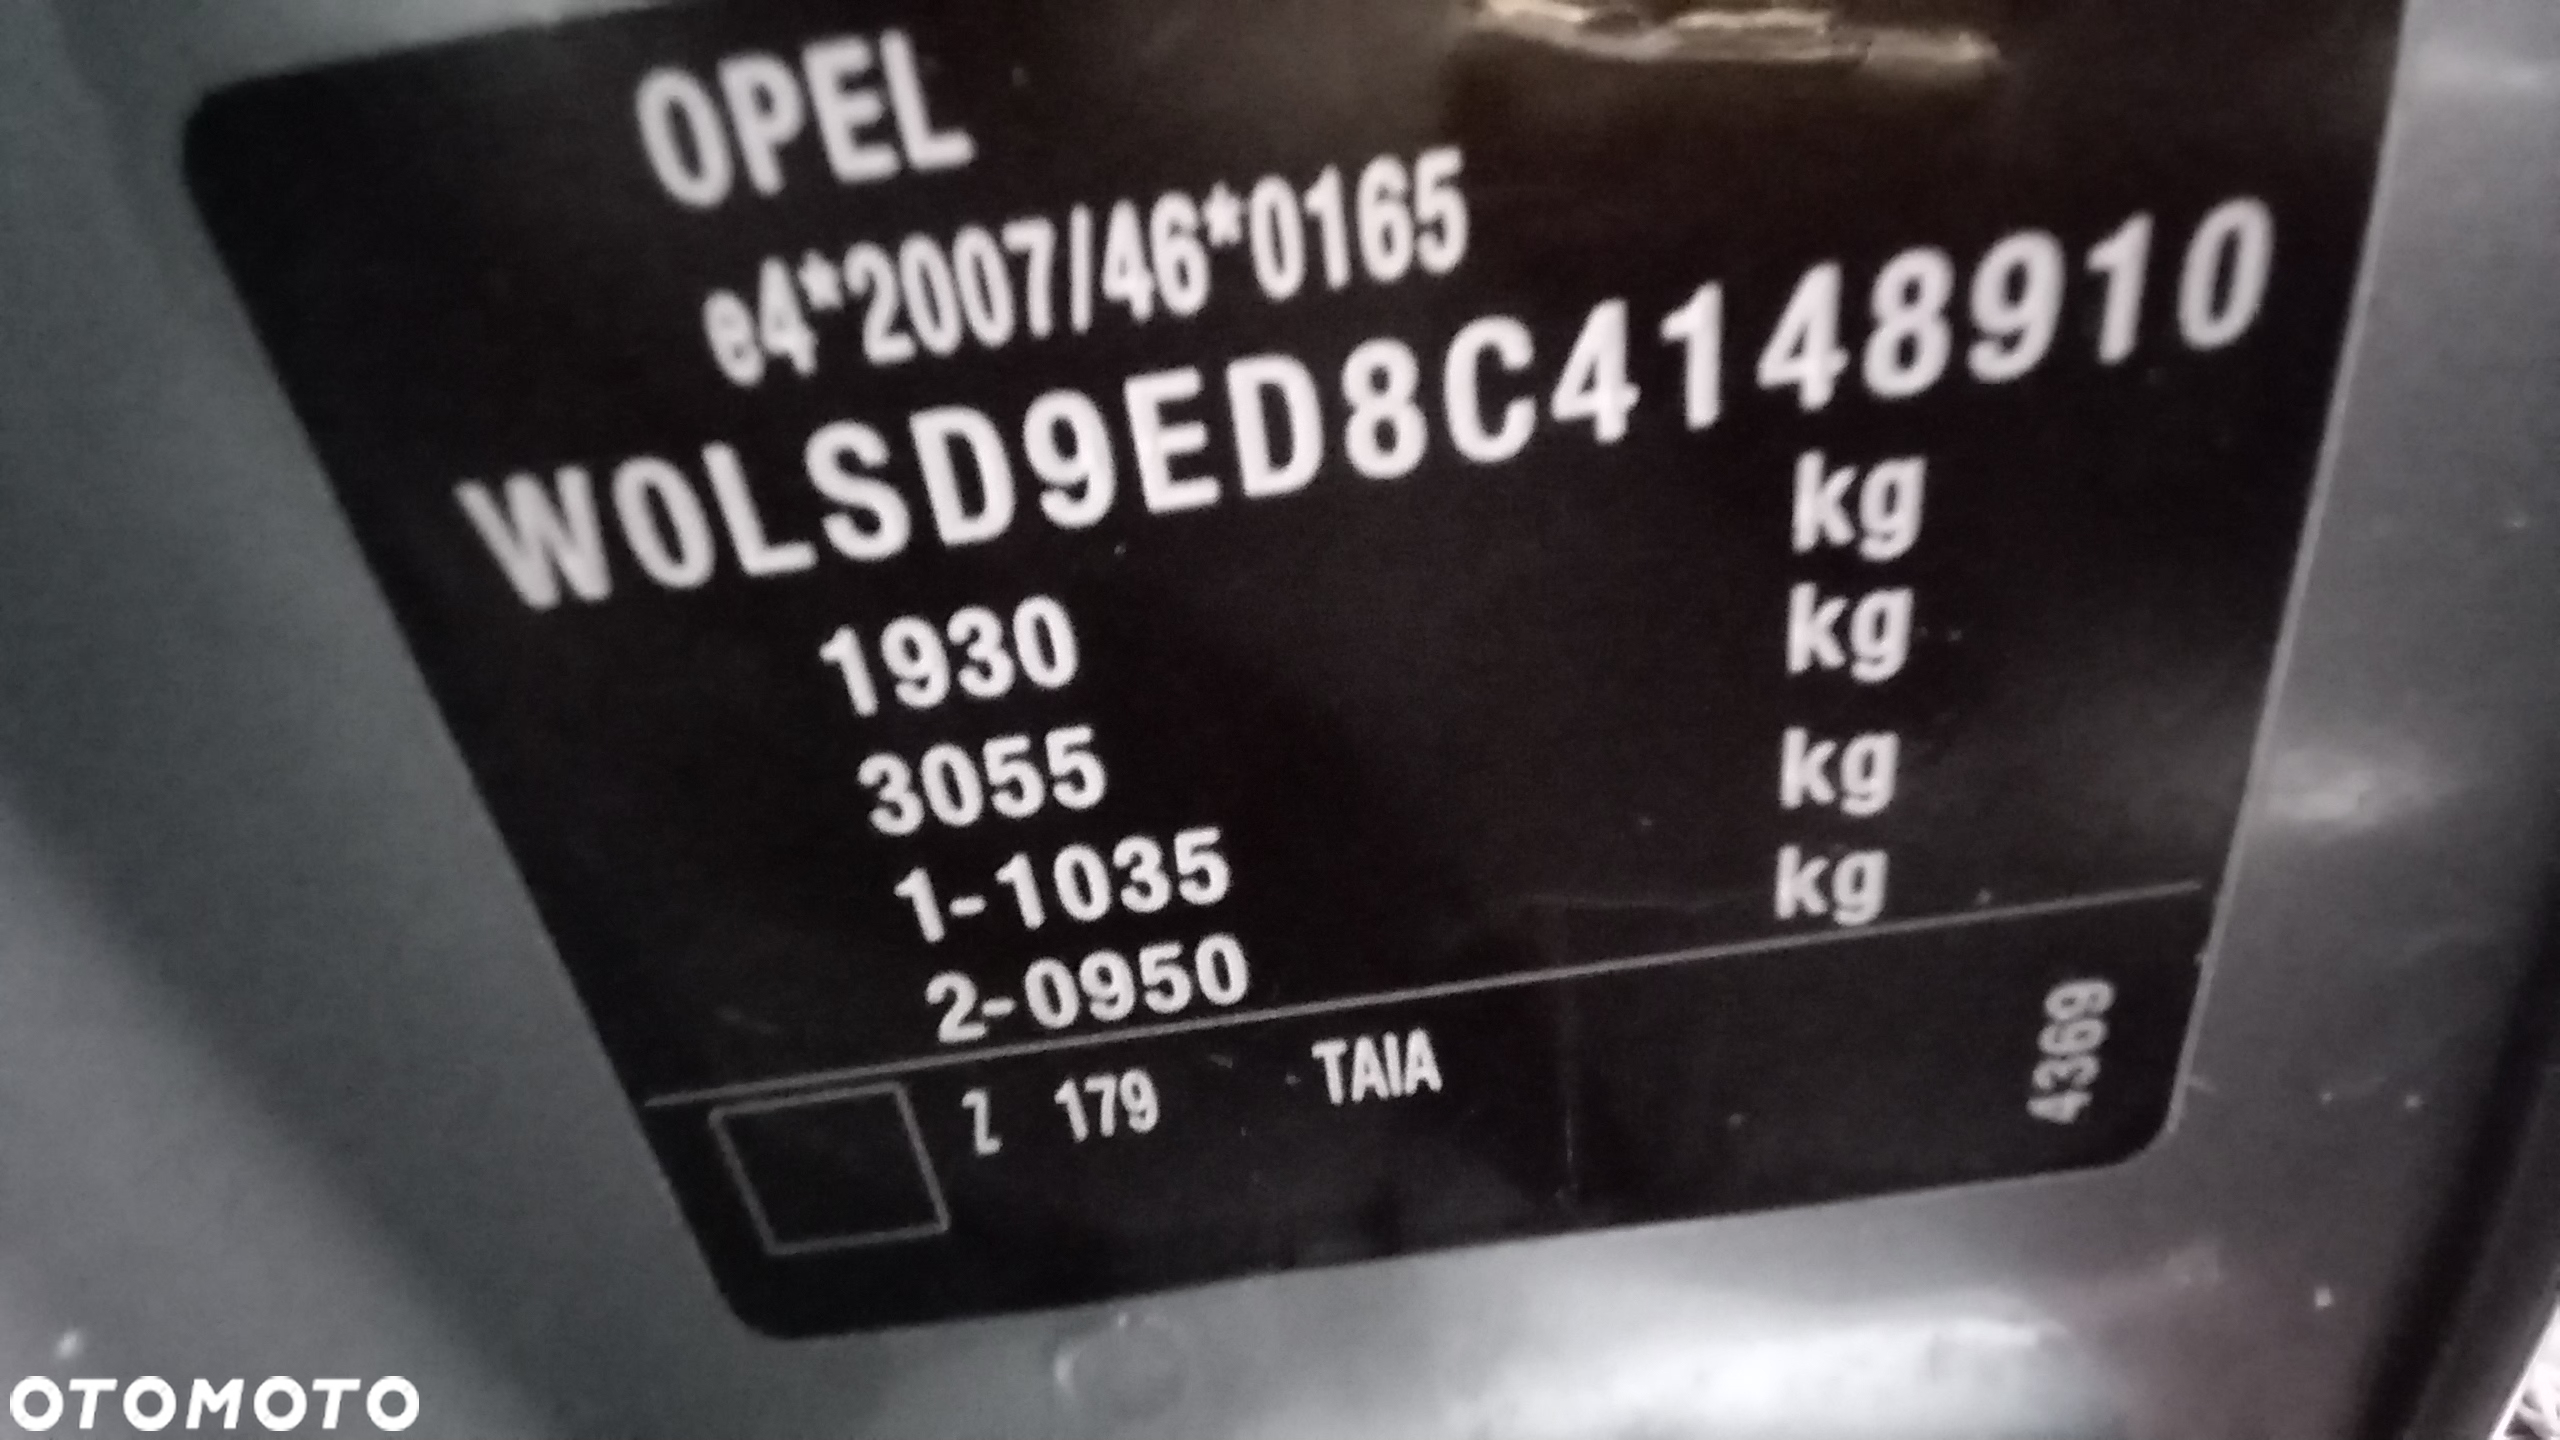 OPEL
e4*2007/46*0165
W0LSD9ED8C4148910
1930 kg
3055 kg
1-1035 kg
2-0950 kg
Z 179 TAIA
4369
OTOMOTO